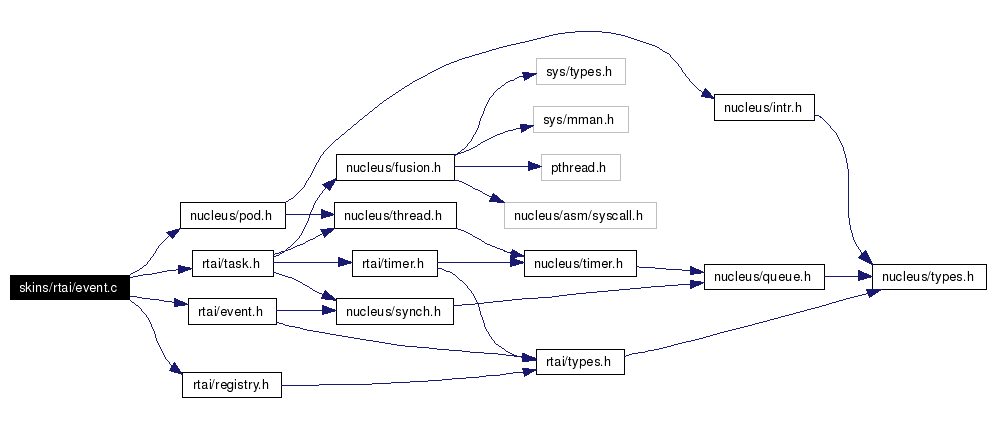 sys/types.h
nucleus/intr.h
sys/mman.h
nucleus/fusion.h
pthread.h
nucleus/pod.h
nucleus/thread.h
nucleus/asm/syscall.h
rtai/task.h
rtai/timer.h
nucleus/timer.h
nucleus/queue.h
nucleus/types.h
skins/rtai/event.c
rtai/event.h
nucleus/synch.h
rtai/types.h
rtai/registry.h